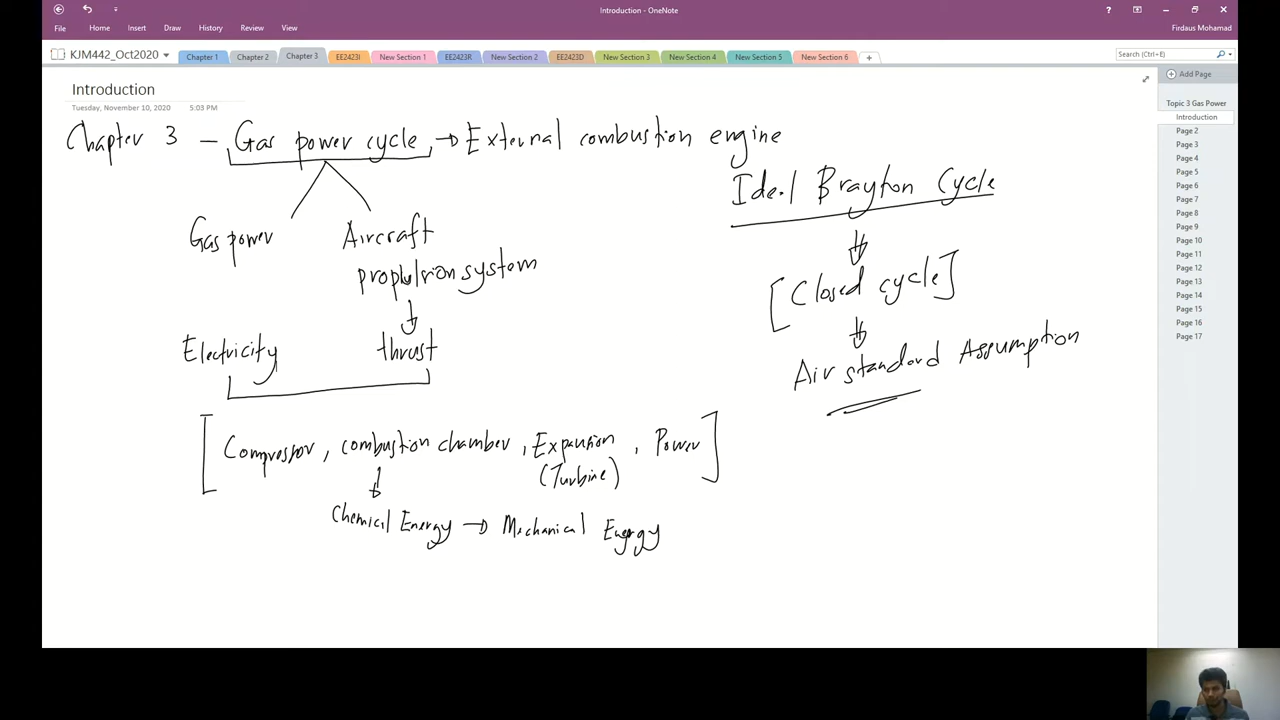 Introduction - OneNote
File Home Insert Draw History Review View
Firdaus Mohamad
KJM442_Oct2020
Chapter 1 Chapter 2 Chapter 3 EE2423I New Section 1 EE2423R New Section 2 EE2423D New Section 3 New Section 4 New Section 5 New Section 6
Search (Ctrl+E)
Introduction
Tuesday, November 10, 2020 5:03 PM
Chapter 3 – Gas power cycle, → External combustion engine
Gas power
Aircraft
propulsion system
Electricity
thrust
[Compressor, combustion chamber, Expansion, Power]
(Turbine)
Chemical Energy → Mechanical Energy
Ideal Brayton Cycle
[Closed cycle]
Air standard Assumption
Add Page
Topic 3 Gas Power
Introduction
Page 2
Page 3
Page 4
Page 5
Page 6
Page 7
Page 8
Page 9
Page 10
Page 11
Page 12
Page 13
Page 14
Page 15
Page 16
Page 17